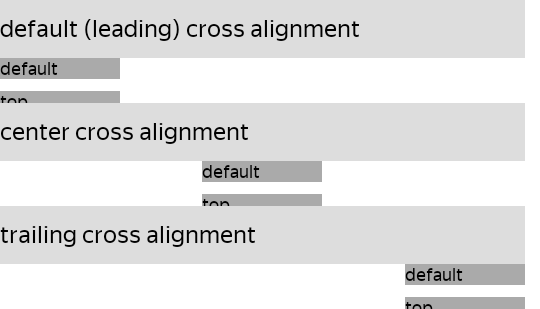 default (leading) cross alignment
default
top
center cross alignment
default
top
trailing cross alignment
default
top